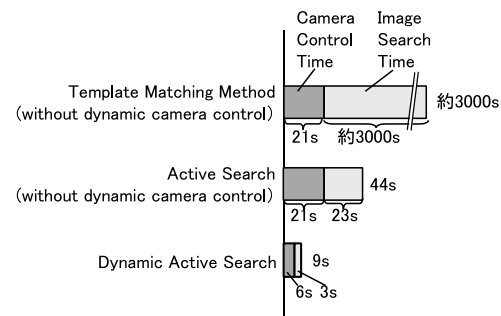 Camera Control Time
Image Search Time
Template Matching Method
(without dynamic camera control)
約3000s
21s
約3000s
Active Search
(without dynamic camera control)
44s
21s
23s
Dynamic Active Search
9s
6s
3s